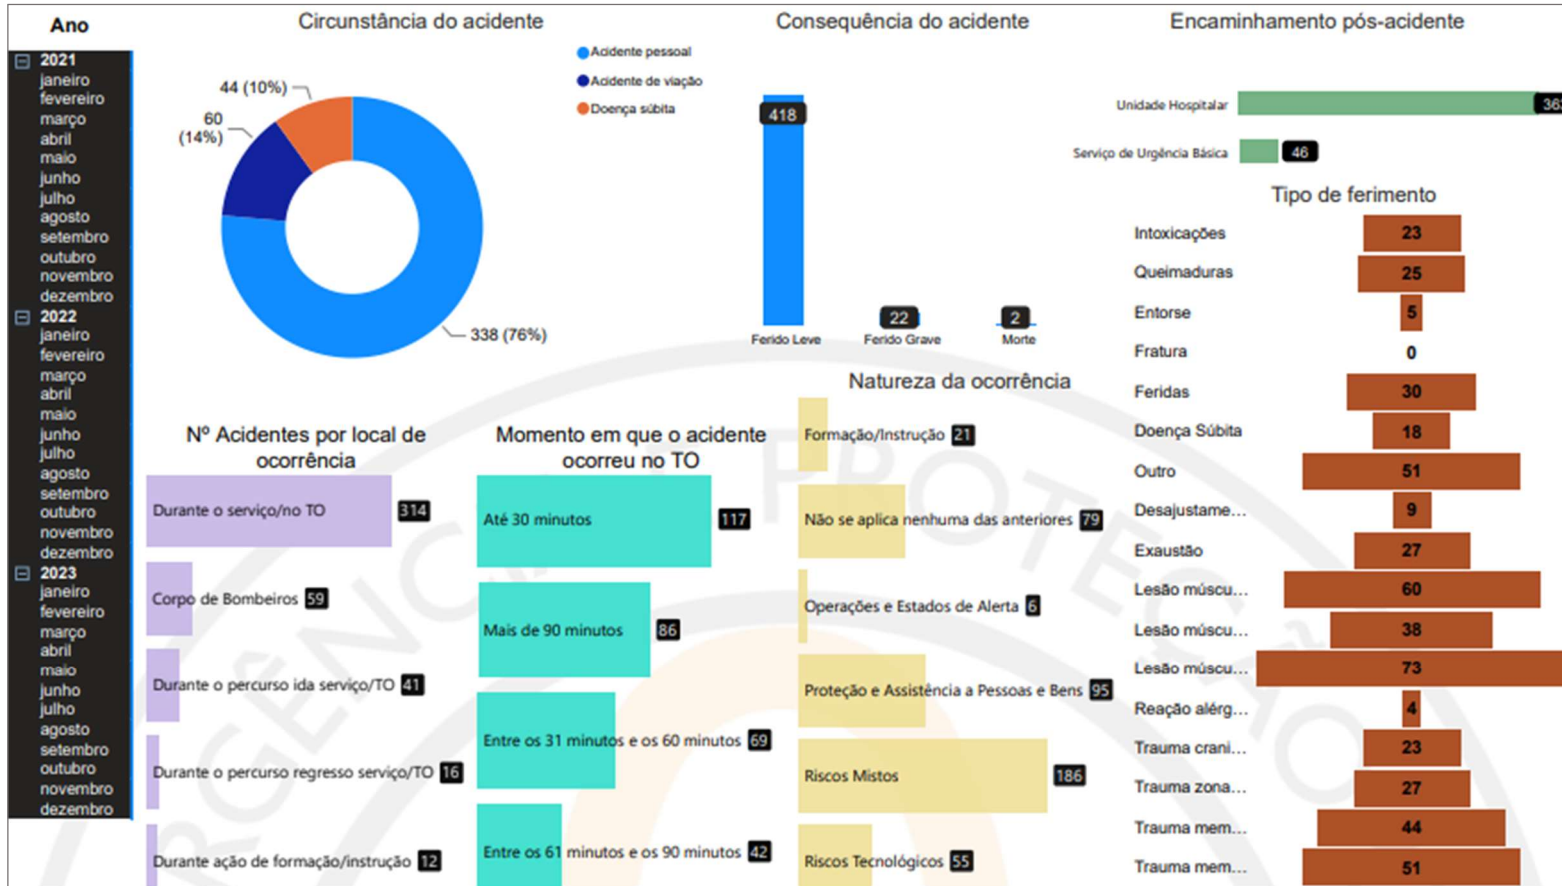 Ano
2021
janeiro
fevereiro
março
abril
maio
junho
julho
agosto
setembro
outubro
novembro
dezembro
2022
janeiro
fevereiro
março
abril
maio
junho
julho
agosto
setembro
outubro
novembro
dezembro
2023
janeiro
fevereiro
março
abril
maio
junho
julho
agosto
setembro
outubro
novembro
dezembro
Circunstância do acidente
Acidente pessoal
Acidente de viação
Doença súbita
44 (10%)
60
(14%)
338 (76%)
Consequência do acidente
418
22
2
Ferido Leve
Ferido Grave
Morte
Encaminhamento pós-acidente
Unidade Hospitalar
Serviço de Urgência Básica 46
Tipo de ferimento
Intoxicações 23
Queimaduras 25
Entorse 5
Fratura 0
Feridas 30
Doença Súbita 18
Outro 51
Desajustame... 9
Exaustão 27
Lesão múscu... 60
Lesão múscu... 38
Lesão múscu... 73
Reação alérg... 4
Trauma crani... 23
Trauma zona... 27
Trauma mem... 44
Trauma mem... 51
Nº Acidentes por local de
ocorrência
Durante o serviço/no TO 314
Corpo de Bombeiros 59
Durante o percurso ida serviço/TO 41
Durante o percurso regresso serviço/TO 16
Durante ação de formação/instrução 12
Momento em que o acidente
ocorreu no TO
Até 30 minutos 117
Mais de 90 minutos 86
Entre os 31 minutos e os 60 minutos 69
Entre os 61 minutos e os 90 minutos 42
Natureza da ocorrência
Formação/Instrução 21
Não se aplica nenhuma das anteriores 79
Operações e Estados de Alerta 6
Proteção e Assistência a Pessoas e Bens 95
Riscos Mistos 186
Riscos Tecnológicos 55
PROTEÇÃO